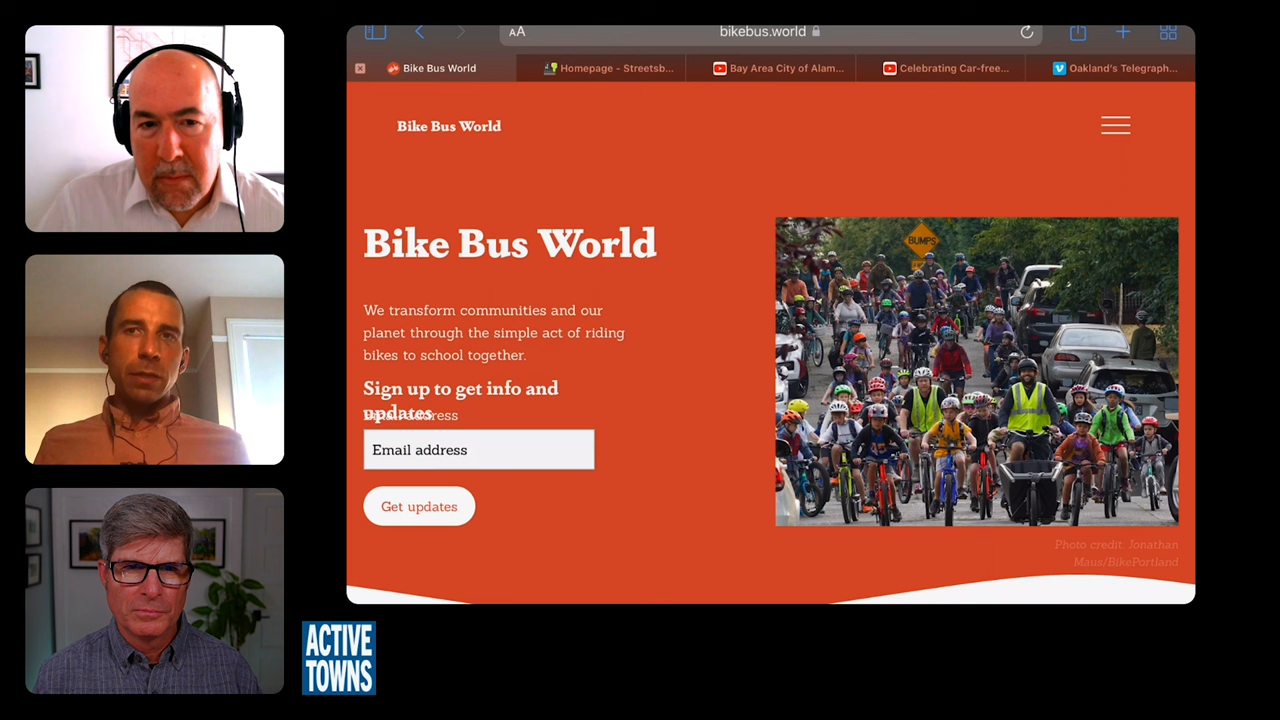 AA
bikebus.world
Bike Bus World
Homepage - Streetsb...
Bay Area City of Alam...
Celebrating Car-free...
Oakland's Telegraph...
Bike Bus World
Bike Bus World
We transform communities and our
planet through the simple act of riding
bikes to school together.
Sign up to get info and
updates
Email address
Email address
Get updates
BUMPS
Photo credit: Jonathan
Maus/BikePortland
ACTIVE
TOWNS